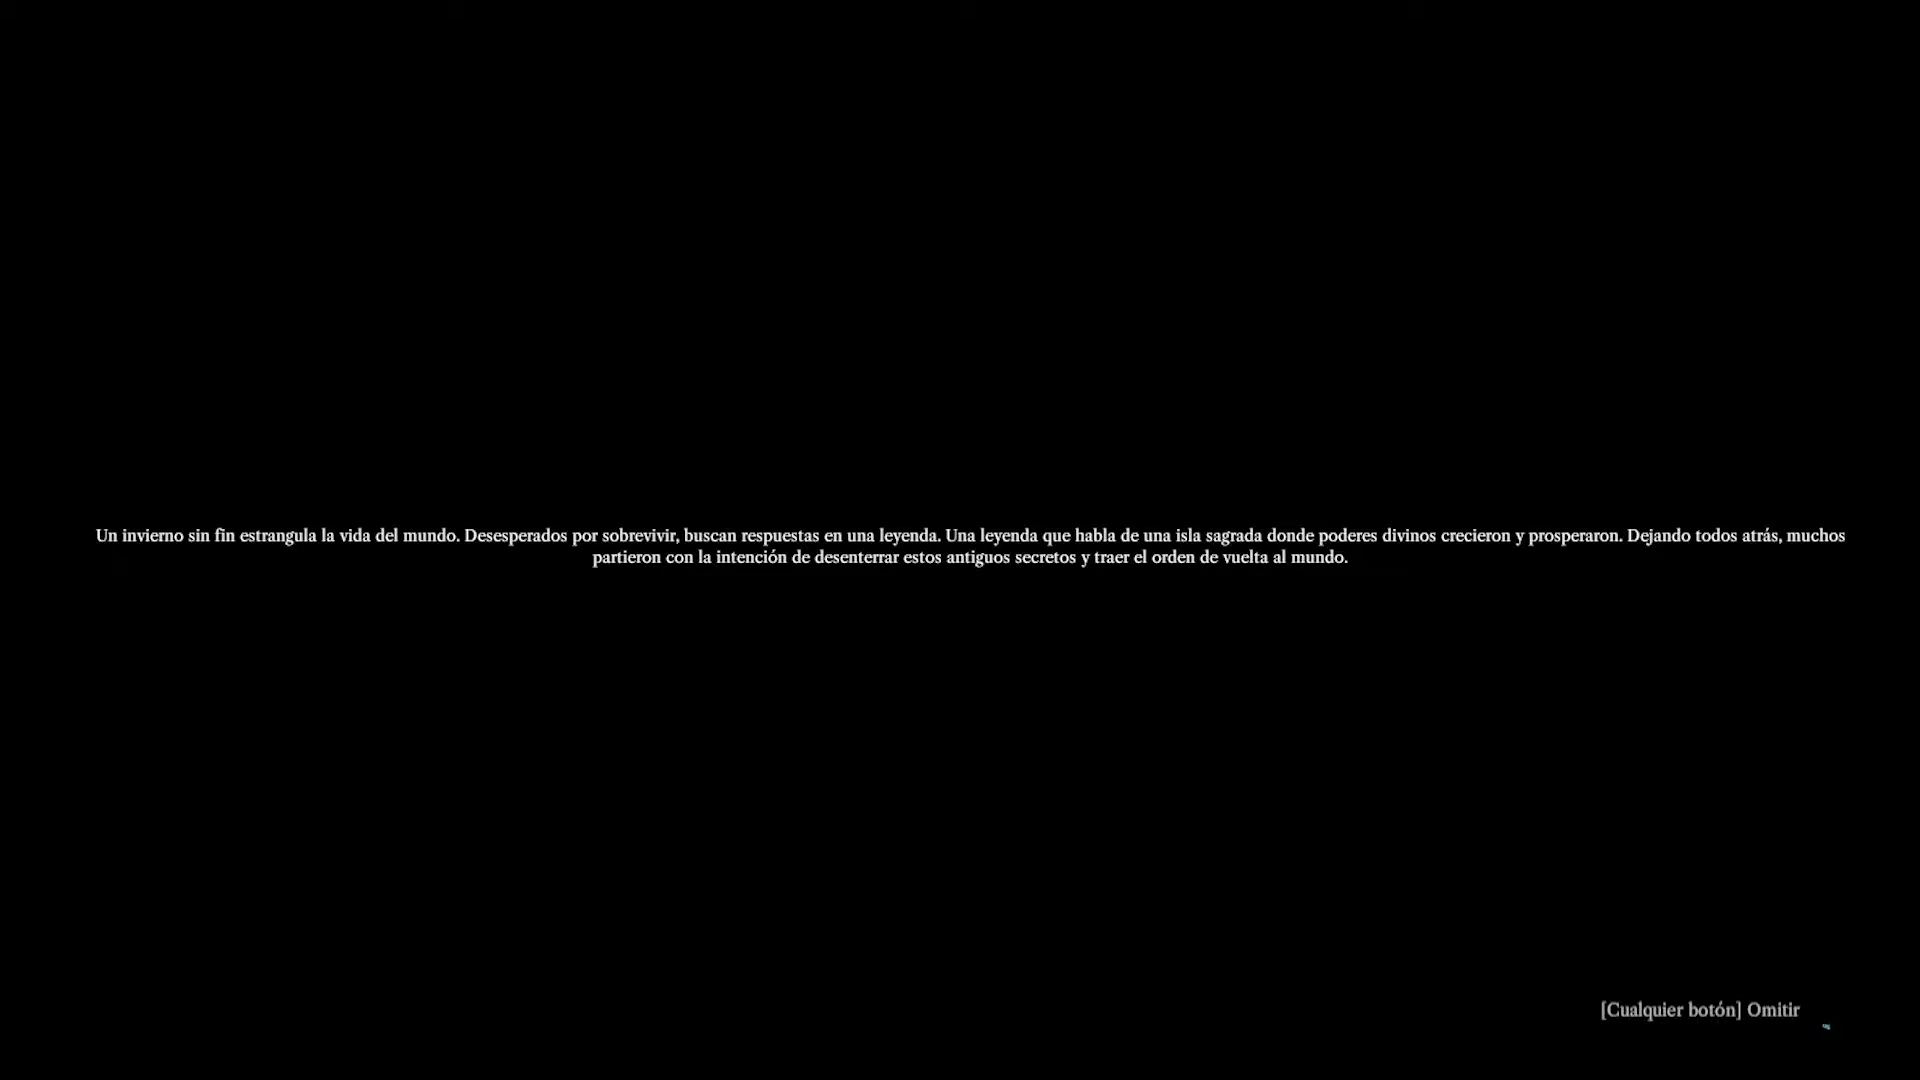 Un invierno sin fin estrangula la vida del mundo. Desesperados por sobrevivir, buscan respuestas en una leyenda. Una leyenda que habla de una isla sagrada donde poderes divinos crecieron y prosperaron. Dejando todos atrás, muchos
partieron con la intención de desenterrar estos antiguos secretos y traer el orden de vuelta al mundo.
[Cualquier botón] Omitir